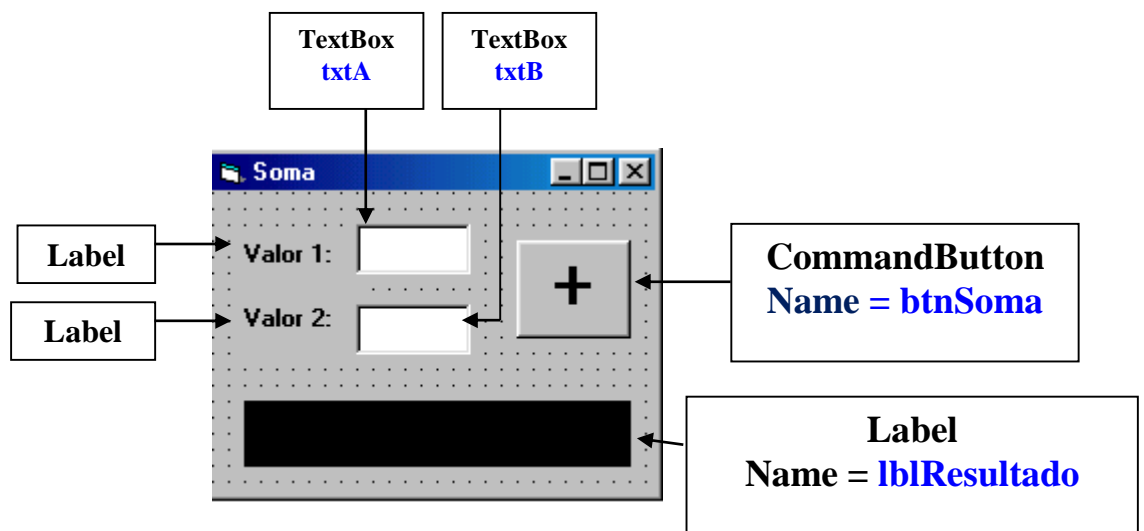 TextBox
txtA
TextBox
txtB
Soma
Label
Valor 1:
+
CommandButton
Name = btnSoma
Label
Valor 2:
Label
Name = lblResultado